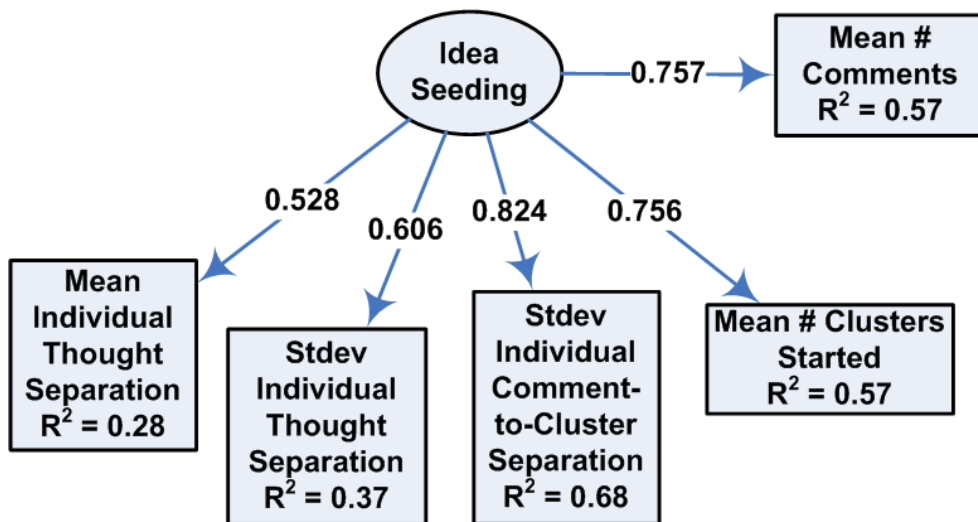 Idea
Seeding
0.757
Mean #
Comments
R² = 0.57
0.528
0.606
0.824
0.756
Mean
Individual
Thought
Separation
R² = 0.28
Stdev
Individual
Thought
Separation
R² = 0.37
Stdev
Individual
Comment-
to-Cluster
Separation
R² = 0.68
Mean # Clusters
Started
R² = 0.57